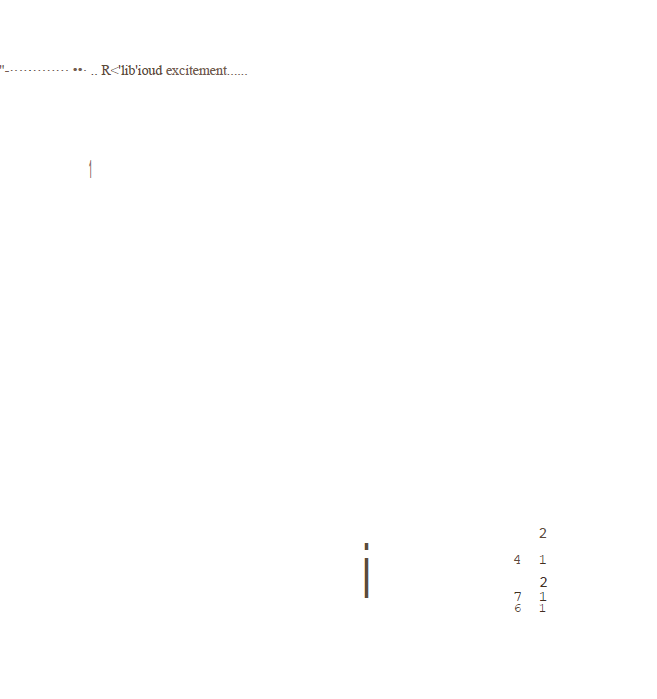 "-············· ••· .. R<'lib'ioud excitement......
i
2
4 1
2
7 1
6 1